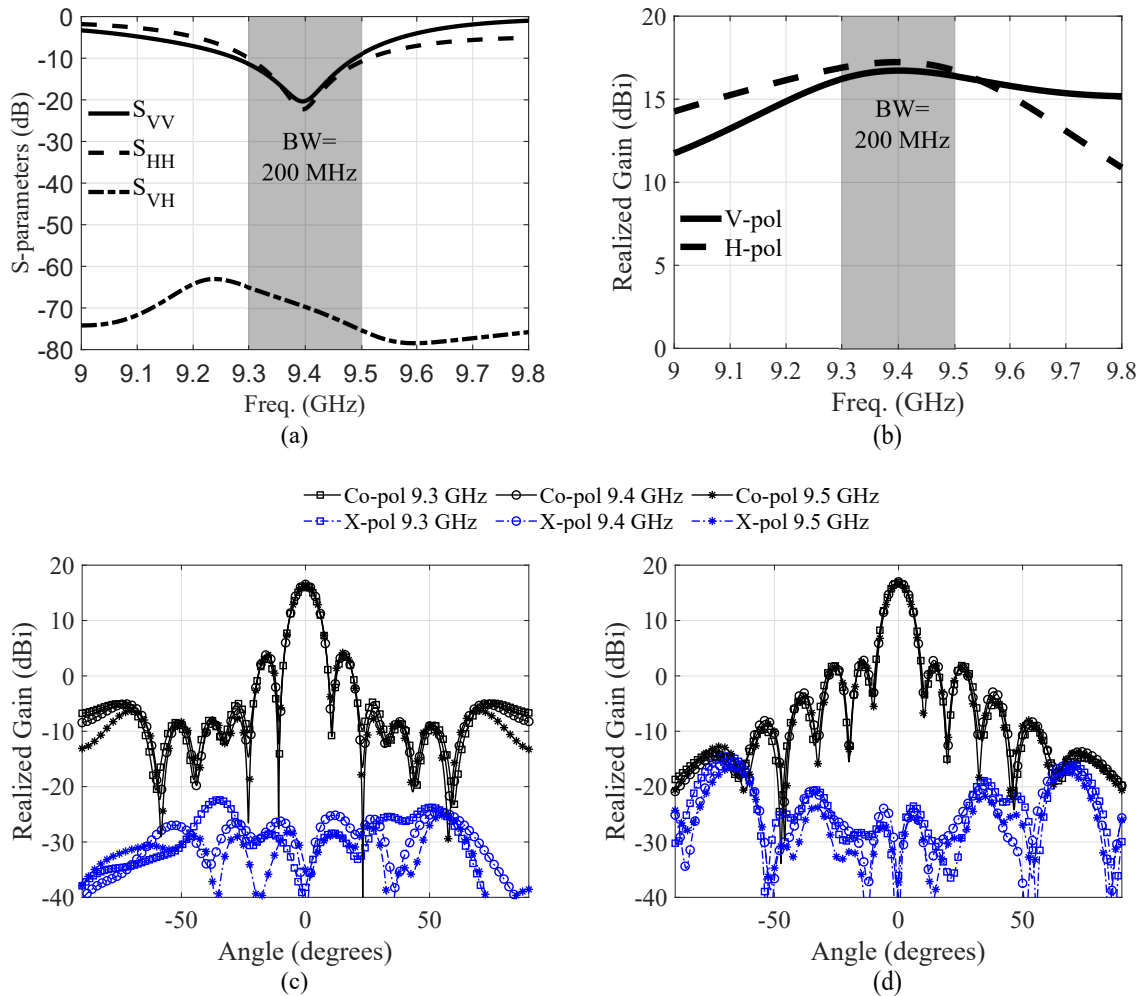 0
-10
-20
-30
-40
-50
-60
-70
-80
S-parameters (dB)
S_VV
S_HH
S_VH
BW=
200 MHz
9 9.1 9.2 9.3 9.4 9.5 9.6 9.7 9.8
Freq. (GHz)
(a)
20
15
10
5
0
Realized Gain (dBi)
BW=
200 MHz
V-pol
H-pol
9 9.1 9.2 9.3 9.4 9.5 9.6 9.7 9.8
Freq. (GHz)
(b)
Co-pol 9.3 GHz Co-pol 9.4 GHz Co-pol 9.5 GHz
X-pol 9.3 GHz X-pol 9.4 GHz X-pol 9.5 GHz
20
10
0
-10
-20
-30
-40
Realized Gain (dBi)
-50 0 50
Angle (degrees)
(c)
20
10
0
-10
-20
-30
-40
Realized Gain (dBi)
-50 0 50
Angle (degrees)
(d)